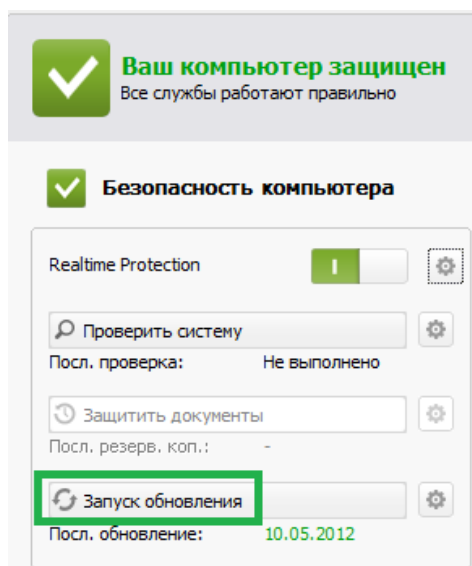 Ваш компьютер защищен
Все службы работают правильно
Безопасность компьютера
Realtime Protection
Проверить систему
Посл. проверка: Не выполнено
Защитить документы
Посл. резерв. коп.: -
Запуск обновления
Посл. обновление: 10.05.2012